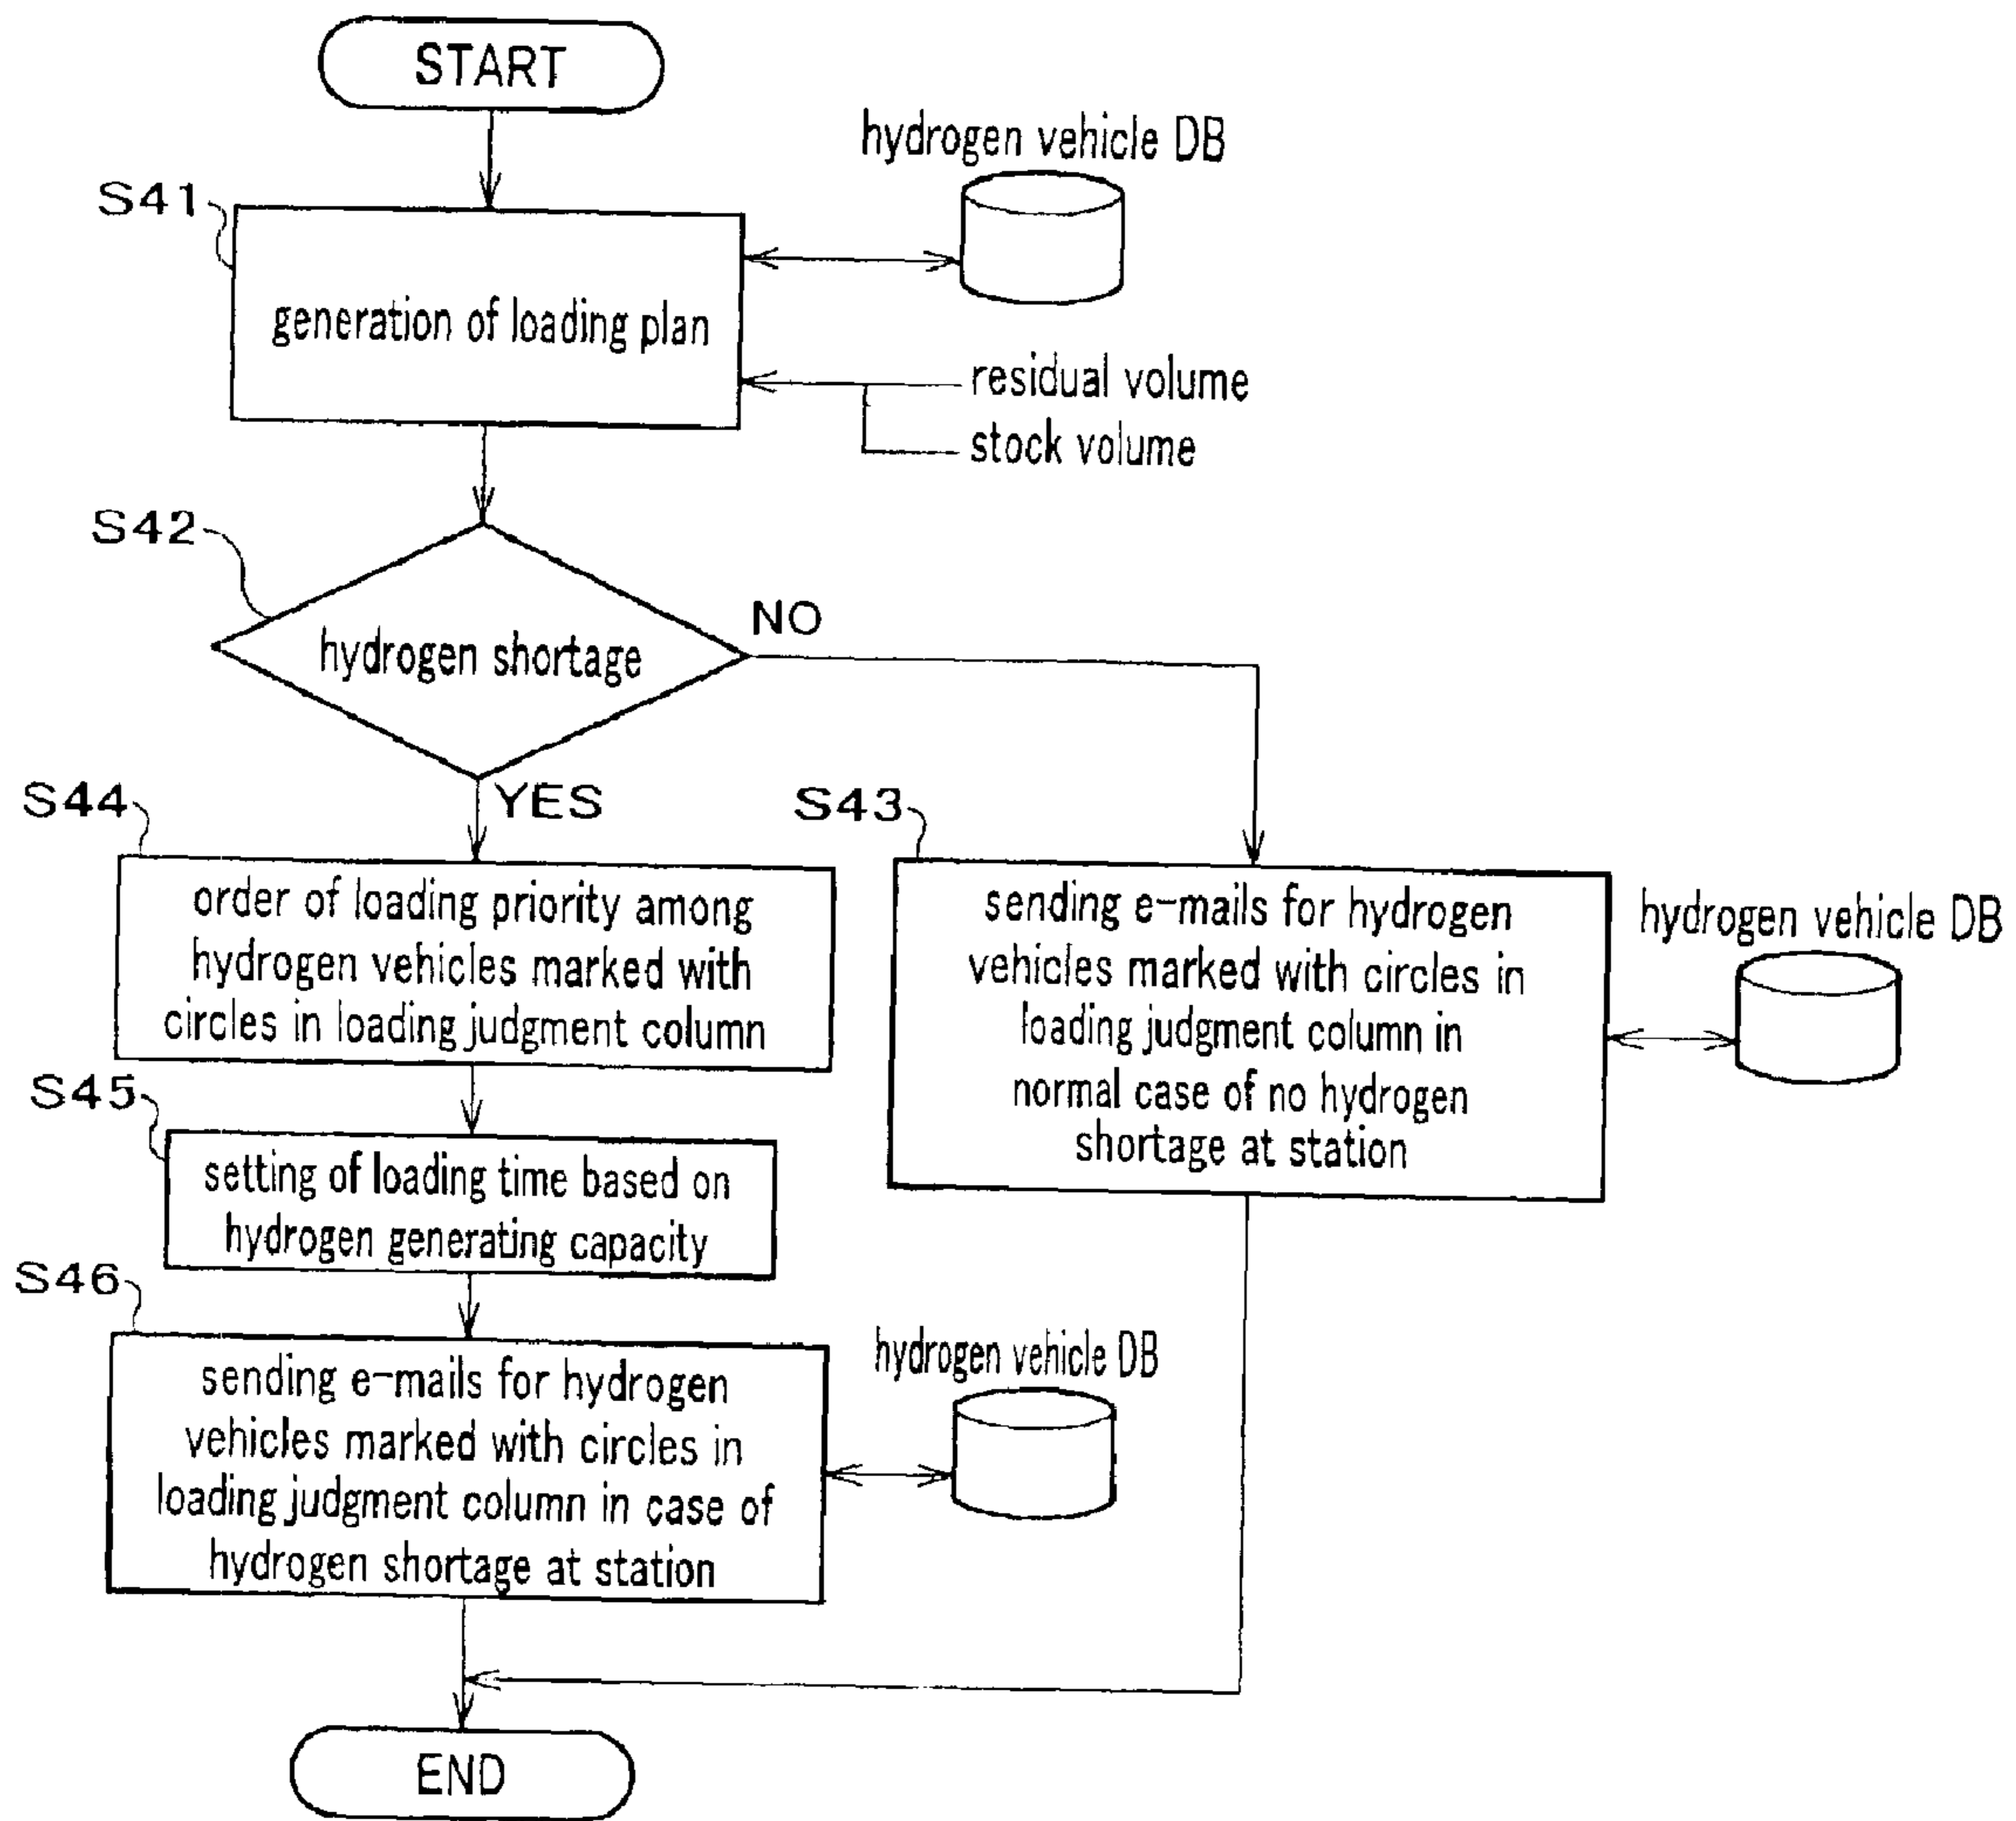 START
hydrogen vehicle DB
S41
generation of loading plan
residual volume
stock volume
S42
hydrogen shortage
NO
YES
S44
order of loading priority among
hydrogen vehicles marked with
circles in loading judgment column
S43
sending e-mails for hydrogen
vehicles marked with circles in
loading judgment column in
normal case of no hydrogen
shortage at station
hydrogen vehicle DB
S45
setting of loading time based on
hydrogen generating capacity
S46
sending e-mails for hydrogen
vehicles marked with circles in
loading judgment column in case of
hydrogen shortage at station
hydrogen vehicle DB
END